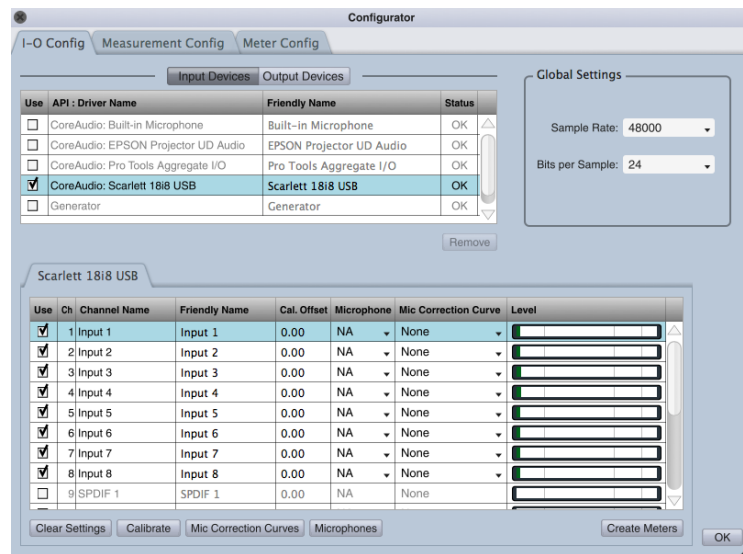 Configurator
I-O Config Measurement Config Meter Config
Input Devices Output Devices
Global Settings
Use API : Driver Name Friendly Name Status
CoreAudio: Built-in Microphone Built-in Microphone OK
CoreAudio: EPSON Projector UD Audio EPSON Projector UD Audio OK
CoreAudio: Pro Tools Aggregate I/O Pro Tools Aggregate I/O OK
CoreAudio: Scarlett 18i8 USB Scarlett 18i8 USB OK
Generator Generator OK
Sample Rate: 48000
Bits per Sample: 24
Remove
Scarlett 18i8 USB
Use Ch Channel Name Friendly Name Cal. Offset Microphone Mic Correction Curve Level
1 Input 1 Input 1 0.00 NA None
2 Input 2 Input 2 0.00 NA None
3 Input 3 Input 3 0.00 NA None
4 Input 4 Input 4 0.00 NA None
5 Input 5 Input 5 0.00 NA None
6 Input 6 Input 6 0.00 NA None
7 Input 7 Input 7 0.00 NA None
8 Input 8 Input 8 0.00 NA None
9 SPDIF 1 SPDIF 1 0.00 NA None
Clear Settings Calibrate Mic Correction Curves Microphones Create Meters
OK